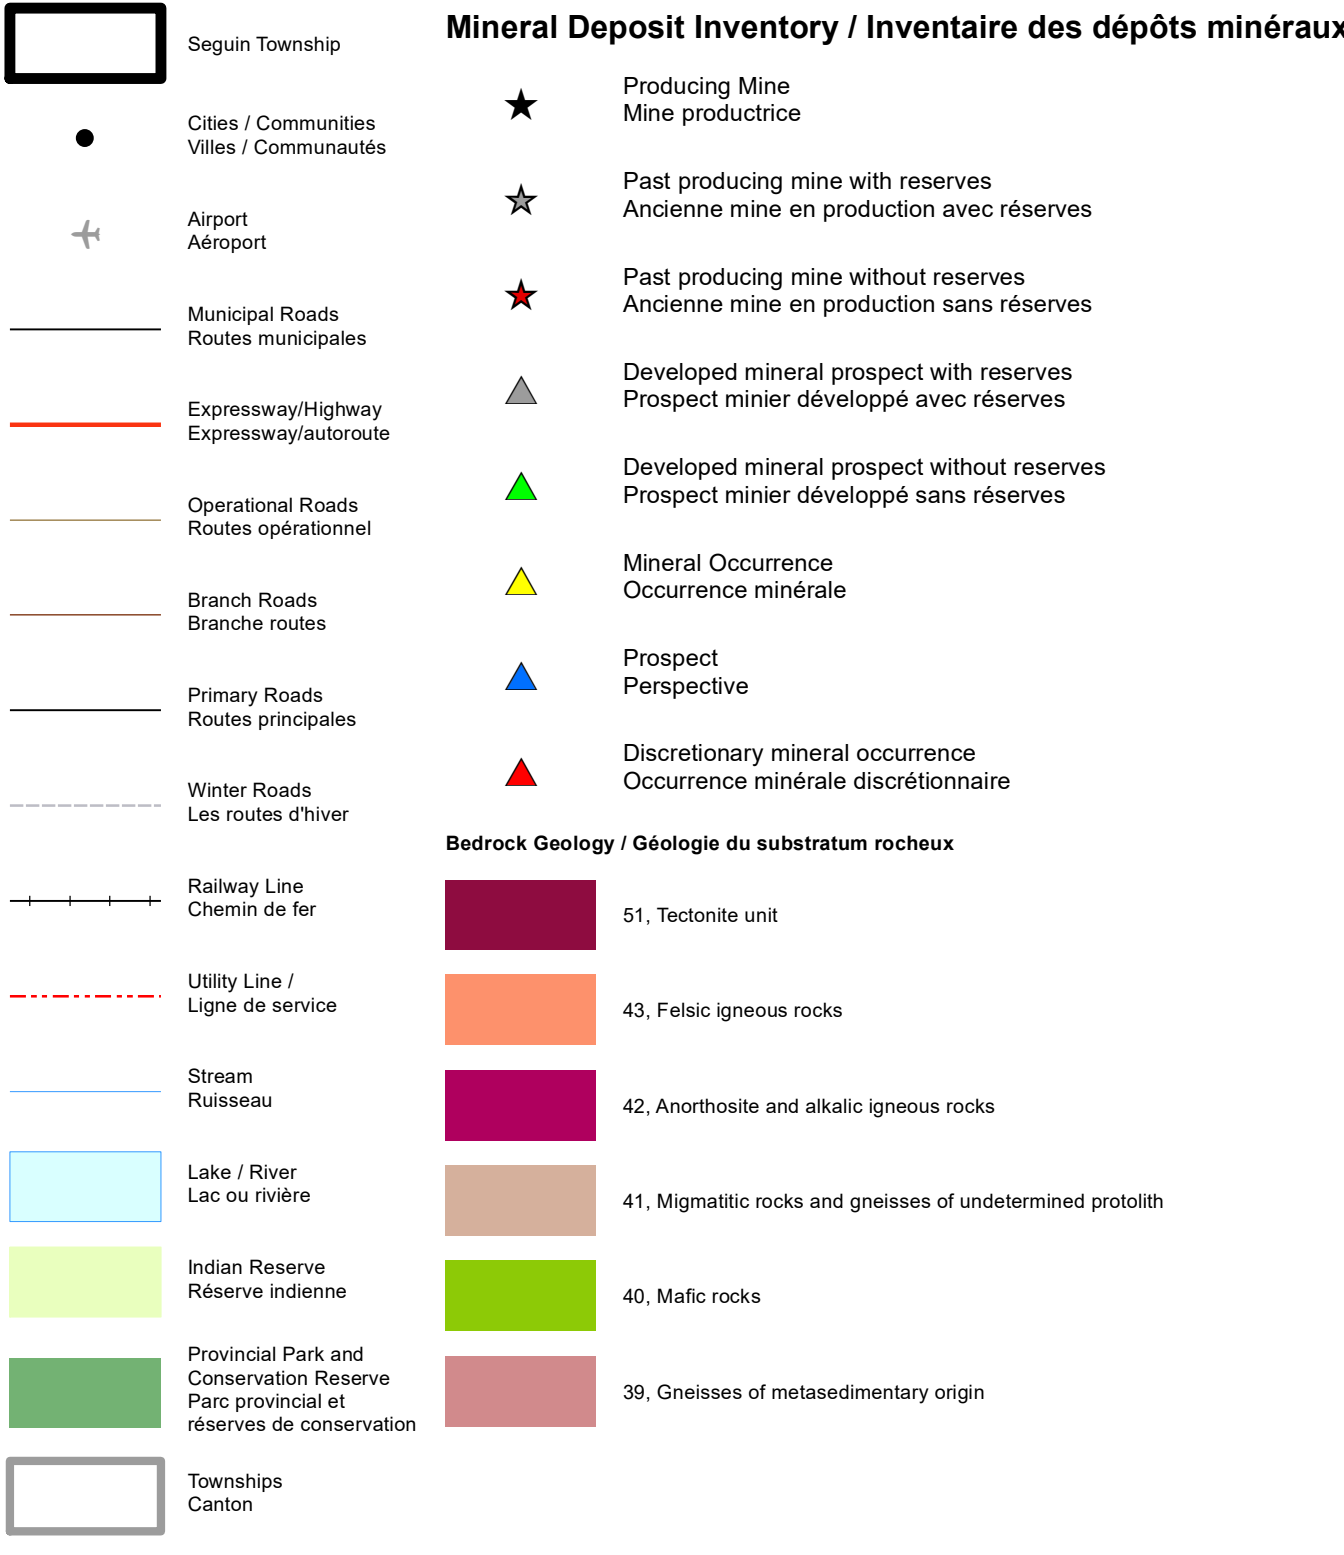 Seguin Township
Cities / Communities
Villes / Communautés
Airport
Aéroport
Municipal Roads
Routes municipales
Expressway/Highway
Expressway/autoroute
Operational Roads
Routes opérationnel
Branch Roads
Branche routes
Primary Roads
Routes principales
Winter Roads
Les routes d'hiver
Railway Line
Chemin de fer
Utility Line /
Ligne de service
Stream
Ruisseau
Lake / River
Lac ou rivière
Indian Reserve
Réserve indienne
Provincial Park and
Conservation Reserve
Parc provincial et
réserves de conservation
Townships
Canton
Mineral Deposit Inventory / Inventaire des dépôts minéraux
Producing Mine
Mine productrice
Past producing mine with reserves
Ancienne mine en production avec réserves
Past producing mine without reserves
Ancienne mine en production sans réserves
Developed mineral prospect with reserves
Prospect minier développé avec réserves
Developed mineral prospect without reserves
Prospect minier développé sans réserves
Mineral Occurrence
Occurrence minérale
Prospect
Perspective
Discretionary mineral occurrence
Occurrence minérale discrétionnaire
Bedrock Geology / Géologie du substratum rocheux
51, Tectonite unit
43, Felsic igneous rocks
42, Anorthosite and alkalic igneous rocks
41, Migmatitic rocks and gneisses of undetermined protolith
40, Mafic rocks
39, Gneisses of metasedimentary origin